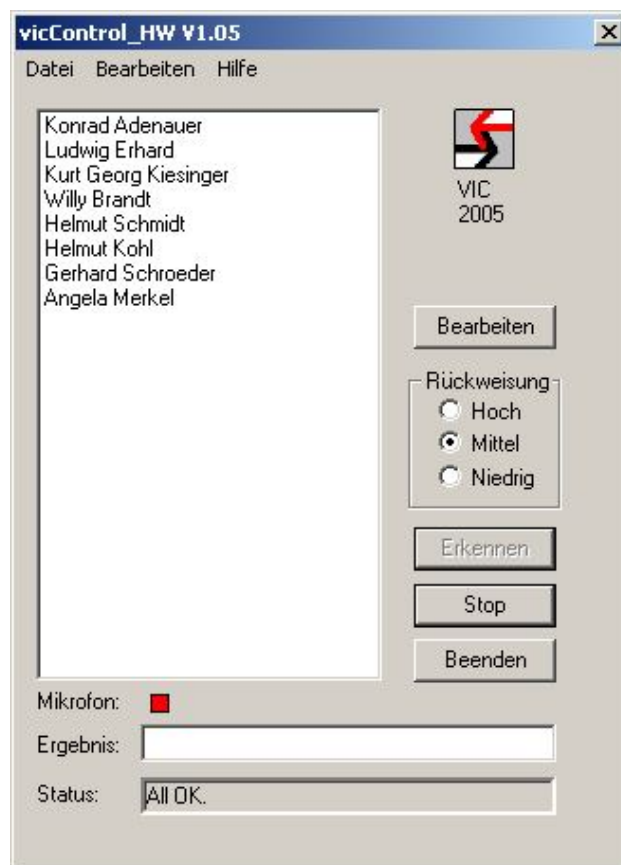 vicControl_HW V1.05
Datei Bearbeiten Hilfe
Konrad Adenauer
Ludwig Erhard
Kurt Georg Kiesinger
Willy Brandt
Helmut Schmidt
Helmut Kohl
Gerhard Schroeder
Angela Merkel
VIC
2005
Bearbeiten
Rückweisung
Hoch
Mittel
Niedrig
Erkennen
Stop
Beenden
Mikrofon:
Ergebnis:
Status: All OK.